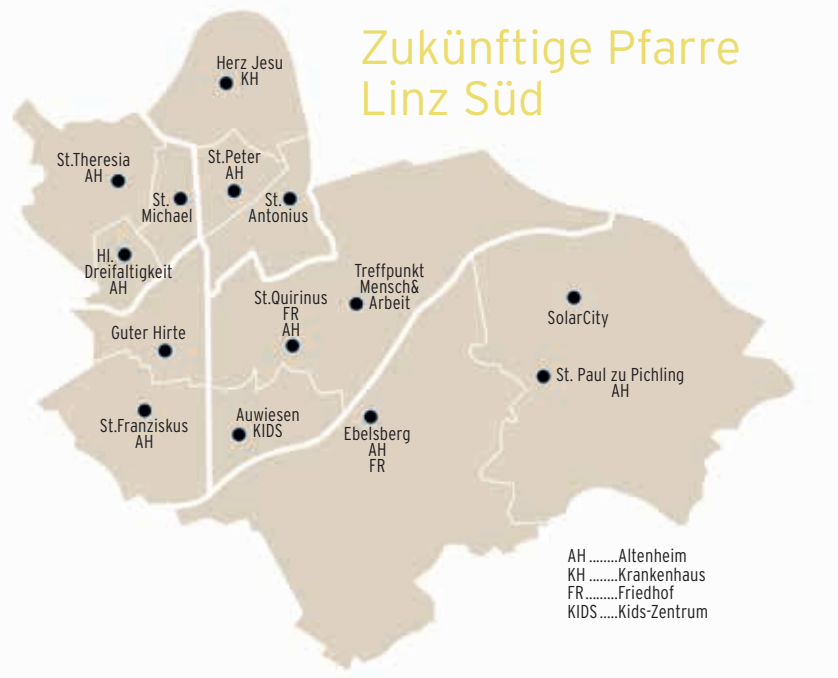 Zukünftige Pfarre
Linz Süd
Herz Jesu
KH
St.Theresia
AH
St.Peter
AH
St.
Michael
St.
Antonius
Hl.
Dreifaltigkeit
AH
Treffpunkt
Mensch&
Arbeit
St.Quirinus
FR
AH
SolarCity
Guter Hirte
St. Paul zu Pichling
AH
St.Franziskus
AH
Auwiesen
KIDS
Ebelsberg
AH
FR
AH ........Altenheim
KH ........Krankenhaus
FR.........Friedhof
KIDS .....Kids-Zentrum